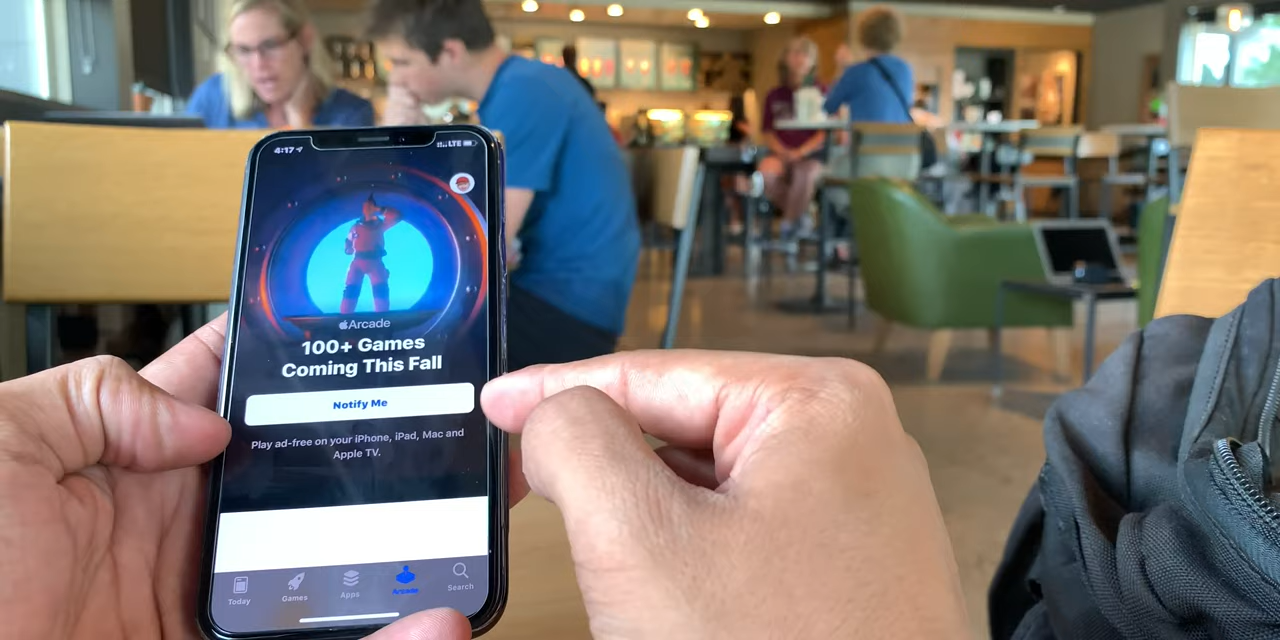 4:17
LTE
Arcade
100+ Games
Coming This Fall
Notify Me
Play ad-free on your iPhone, iPad, Mac and
Apple TV.
Today Games Apps Arcade Search